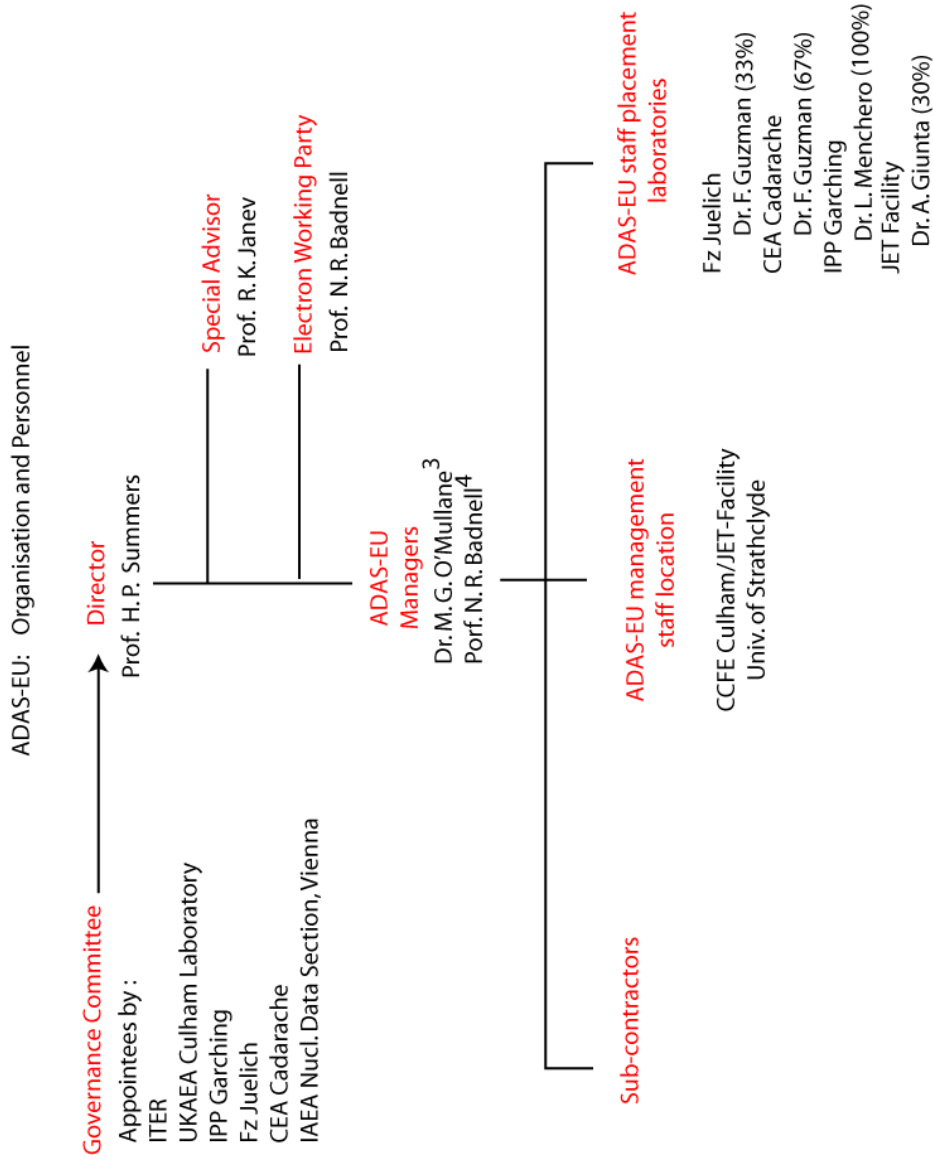 ADAS-EU: Organisation and Personnel
Governance Committee
Appointees by :
ITER
UKAEA Culham Laboratory
IPP Garching
Fz Juelich
CEA Cadarache
IAEA Nucl. Data Section, Vienna
Director
Prof. H.P. Summers
Special Advisor
Prof. R.K. Janev
Electron Working Party
Prof. N.R. Badnell
ADAS-EU
Managers
Dr. M.G. O'Mullane3
Porf. N.R. Badnell4
Sub-contractors
ADAS-EU management
staff location
CCFE Culham/JET-Facility
Univ. of Strathclyde
ADAS-EU staff placement
laboratories
Fz Juelich
Dr. F. Guzman (33%)
CEA Cadarache
Dr. F. Guzman (67%)
IPP Garching
Dr. L. Menchero (100%)
JET Facility
Dr. A. Giunta (30%)